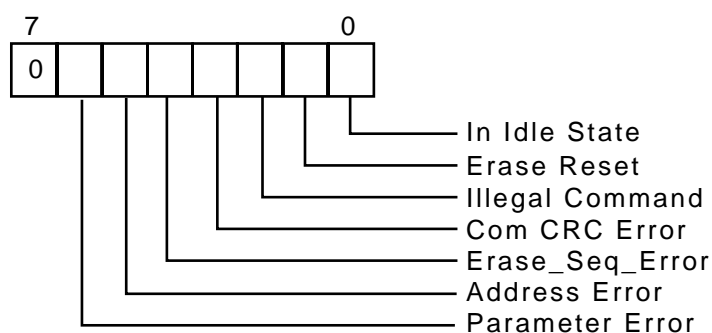 7 0
0
In Idle State
Erase Reset
Illegal Command
Com CRC Error
Erase_Seq_Error
Address Error
Parameter Error